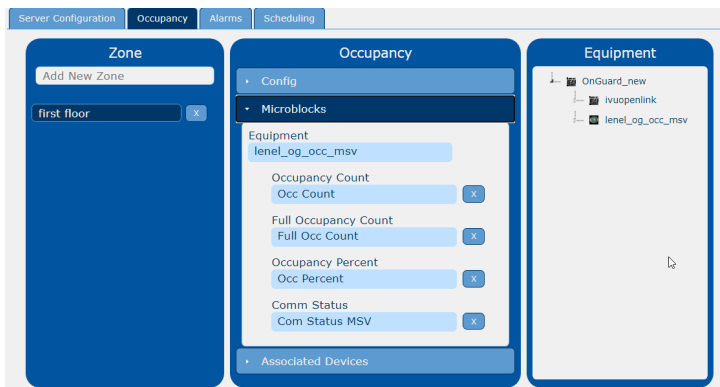 Server Configuration
Occupancy
Alarms
Scheduling
Zone
Add New Zone
first floor
X
Occupancy
Config
Microblocks
Equipment
lenel_og_occ_msv
Occupancy Count
Occ Count
X
Full Occupancy Count
Full Occ Count
X
Occupancy Percent
Occ Percent
X
Comm Status
Com Status MSV
X
Associated Devices
Equipment
OnGuard_new
ivuopenlink
lenel_og_occ_msv